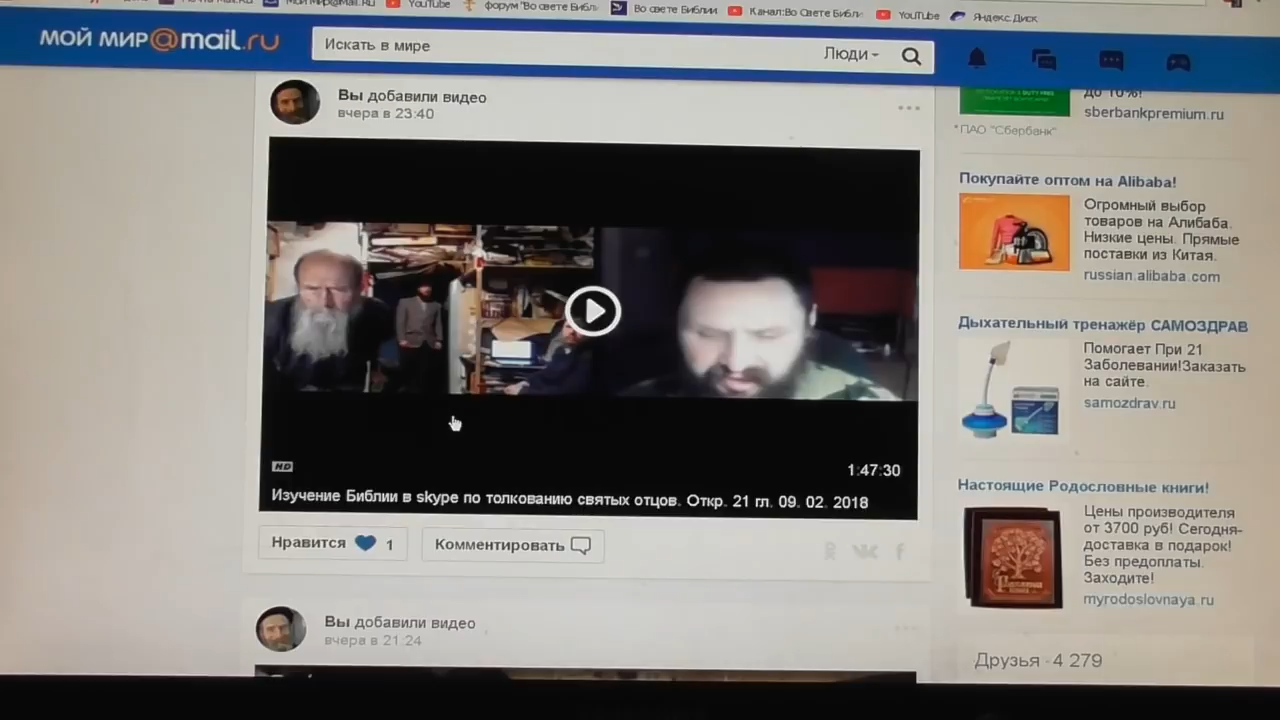 YouTube
форум "Во свете Библ
Во свете Библии
Канал:Во Свете Библ
YouTube
Яндекс.Диск
МОЙ МИР@mail.ru
Искать в мире
Люди
Вы добавили видео
вчера в 23:40
HD
1:47:30
Изучение Библии в skype по толкованию святых отцов. Откр. 21 гл. 09. 02. 2018
Нравится 1
Комментировать
Вы добавили видео
вчера в 21:24
до 10%!
sberbankpremium.ru
*ПАО "Сбербанк"
Покупайте оптом на Alibaba!
Огромный выбор
товаров на Алибаба.
Низкие цены. Прямые
поставки из Китая.
russian.alibaba.com
Дыхательный тренажёр САМОЗДРАВ
Помогает При 21
Заболевании!Заказать
на сайте.
samozdrav.ru
Настоящие Родословные книги!
Цены производителя
от 3700 руб! Сегодня-
доставка в подарок!
Без предоплаты.
Заходите!
myrodoslovnaya.ru
Друзья 4 279